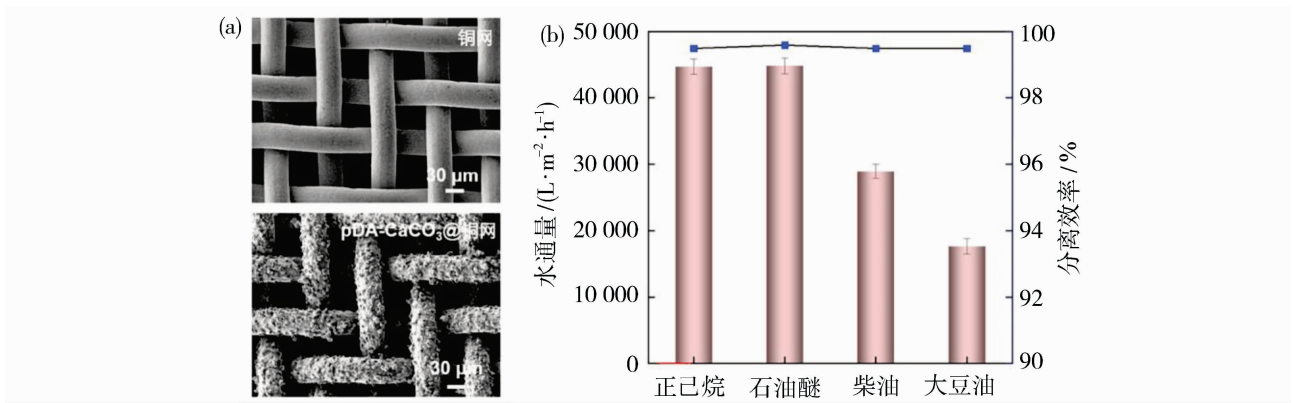 (a)
铜网
30 μm
pDA-CaCO₃@铜网
30 μm
(b)
水通量/(L·m⁻²·h⁻¹)
50 000
40 000
30 000
20 000
10 000
0
100
98
96
94
92
90
分离效率/%
正己烷 石油醚 柴油 大豆油